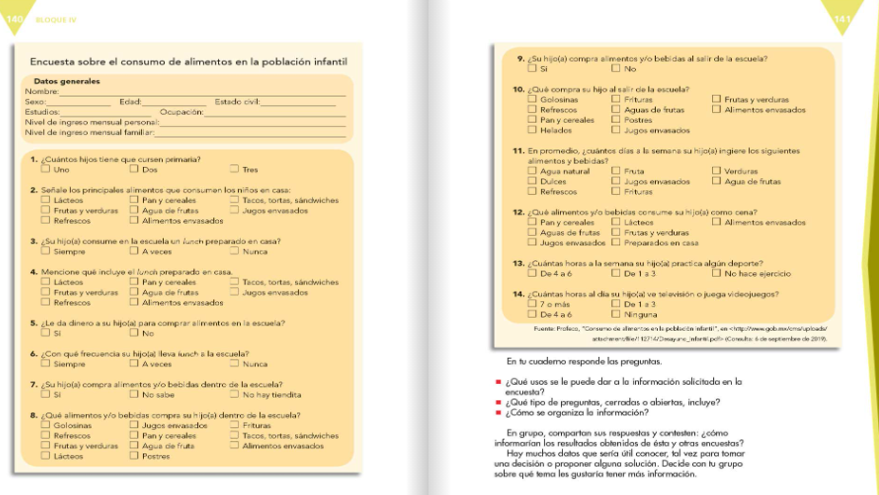 140 BLOQUE IV
Encuesta sobre el consumo de alimentos en la población infantil
Datos generales
Nombre:
Sexo: Edad: Estado civil:
Estudios: Ocupación:
Nivel de ingreso mensual personal:
Nivel de ingreso mensual familiar:
1. ¿Cuántos hijos tiene que cursen primaria?
Uno Dos Tres
2. Señale los principales alimentos que consumen los niños en casa:
Lácteos Pan y cereales Tacos, tortas, sándwiches
Frutas y verduras Agua de frutas Jugos envasados
Refrescos Alimentos envasados
3. ¿Su hijo(a) consume en la escuela un lunch preparado en casa?
Siempre A veces Nunca
4. Mencione qué incluye el lunch preparado en casa.
Lácteos Pan y cereales Tacos, tortas, sándwiches
Frutas y verduras Agua de frutas Jugos envasados
Refrescos Alimentos envasados
5. ¿Le da dinero a su hijo(a) para comprar alimentos en la escuela?
Sí No
6. ¿Con qué frecuencia su hijo(a) lleva lunch a la escuela?
Siempre A veces Nunca
7. ¿Su hijo(a) compra alimentos y/o bebidas dentro de la escuela?
Sí No sabe No hay tiendita
8. ¿Qué alimentos y/o bebidas compra su hijo(a) dentro de la escuela?
Golosinas Jugos envasados Frituras
Refrescos Pan y cereales Tacos, tortas, sándwiches
Frutas y verduras Agua de fruta Alimentos envasados
Lácteos Postres
141
9. ¿Su hijo(a) compra alimentos y/o bebidas al salir de la escuela?
Sí No
10. ¿Qué compra su hijo al salir de la escuela?
Golosinas Frituras Frutas y verduras
Refrescos Aguas de frutas Alimentos envasados
Pan y cereales Postres
Helados Jugos envasados
11. En promedio, ¿cuántos días a la semana su hijo(a) ingiere los siguientes
alimentos y bebidas?
Agua natural Fruta Verduras
Dulces Jugos envasados Agua de frutas
Refrescos Frituras
12. ¿Qué alimentos y/o bebidas consume su hijo(a) como cena?
Pan y cereales Lácteos Alimentos envasados
Aguas de frutas Frutas y verduras
Jugos envasados Preparados en casa
13. ¿Cuántas horas a la semana su hijo(a) practica algún deporte?
De 4 a 6 De 1 a 3 No hace ejercicio
14. ¿Cuántas horas al día su hijo(a) ve televisión o juega videojuegos?
7 o más De 1 a 3
De 4 a 6 Ninguna
Fuente: Profeco, "Consumo de alimentos en la población infantil", en <http://www.gob.mx/cms/uploads/
(Consulta: 6 de septiembre de 2019).
En tu cuaderno responde las preguntas.
¿Qué usos se le puede dar a la información solicitada en la
encuesta?
¿Qué tipo de preguntas, cerradas o abiertas, incluye?
¿Cómo se organiza la información?
En grupo, compartan sus respuestas y contesten: ¿cómo
informarían los resultados obtenidos de ésta y otras encuestas?
Hay muchos datos que sería útil conocer, tal vez para tomar
una decisión o proponer alguna solución. Decide con tu grupo
sobre qué tema les gustaría tener más información.